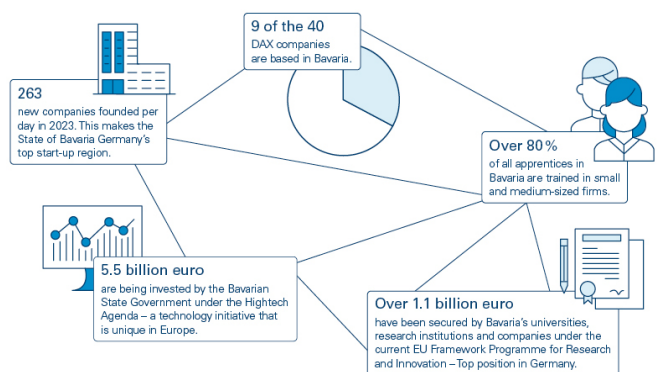 9 of the 40
DAX companies
are based in Bavaria.
263
new companies founded per
day in 2023. This makes the
State of Bavaria Germany's
top start-up region.
Over 80%
of all apprentices in
Bavaria are trained in small
and medium-sized firms.
5.5 billion euro
are being invested by the Bavarian
State Government under the Hightech
Agenda – a technology initiative that
is unique in Europe.
Over 1.1 billion euro
have been secured by Bavaria's universities,
research institutions and companies under the
current EU Framework Programme for Research
and Innovation – Top position in Germany.